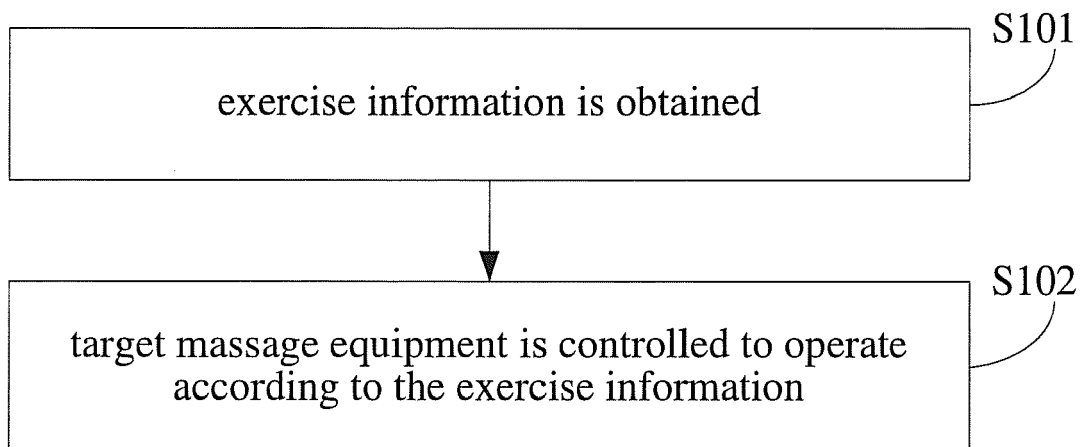 S101
exercise information is obtained
S102
target massage equipment is controlled to operate
according to the exercise information